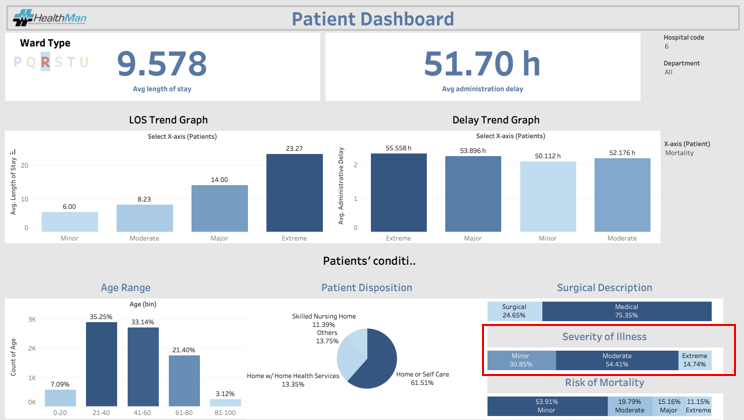 HealthMan
Patient Dashboard
Ward Type
P Q R S T U
9.578
Avg length of stay
51.70 h
Avg administration delay
Hospital code
6
Department
All
LOS Trend Graph
Select X-axis (Patients)
Avg. Length of Stay
20
10
0
6.00
8.23
14.00
23.27
Minor
Moderate
Major
Extreme
Delay Trend Graph
Select X-axis (Patients)
Avg. Administrative Delay
2
1
0
55.558 h
53.896 h
50.112 h
52.176 h
Extreme
Major
Minor
Moderate
X-axis (Patient)
Mortality
Patients' conditi..
Age Range
Age (bin)
Count of Age
3K
2K
1K
0K
7.09%
35.25%
33.14%
21.40%
3.12%
0-20
21-40
41-60
61-80
81-100
Patient Disposition
Skilled Nursing Home
11.39%
Others
13.75%
Home w/ Home Health Services
13.35%
Home or Self Care
61.51%
Surgical Description
Surgical
24.65%
Medical
75.35%
Severity of Illness
Minor
30.85%
Moderate
54.41%
Extreme
14.74%
Risk of Mortality
53.91%
Minor
19.79%
Moderate
15.16%
Major
11.15%
Extreme